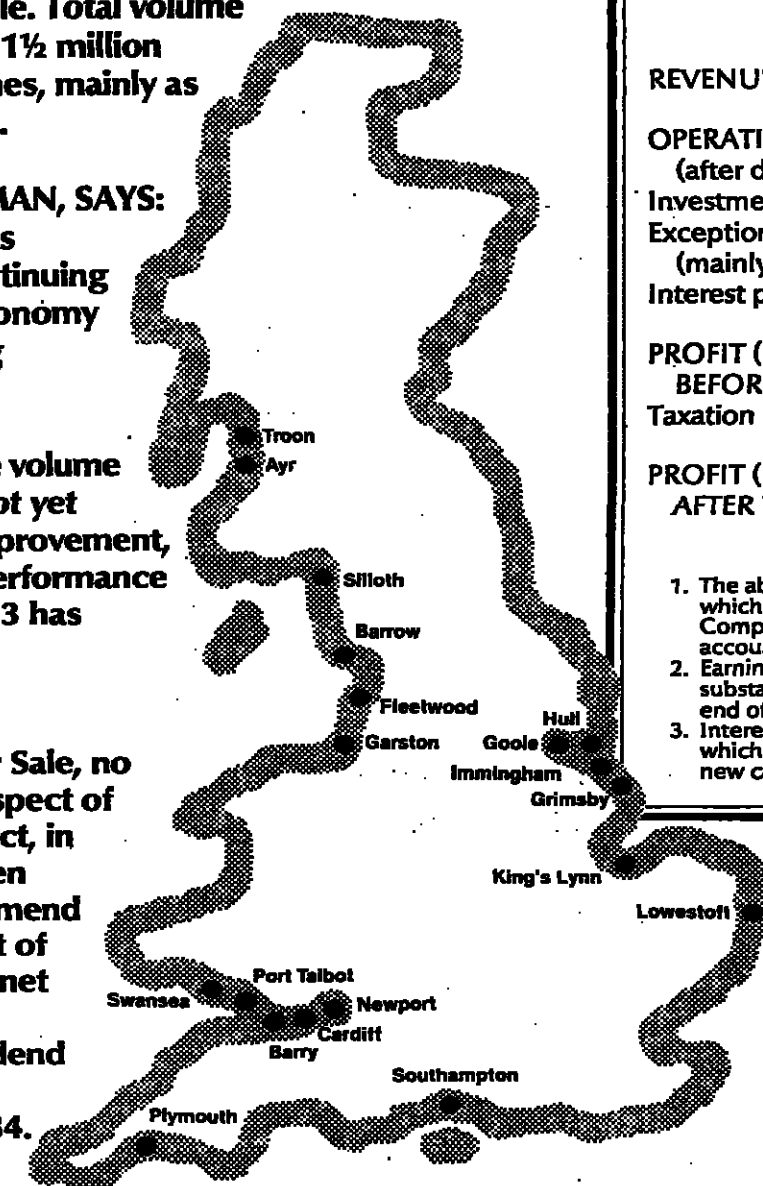 le. Total volume
1½ million
nes, mainly as
MAN, SAYS:
s
tinuing
onomy
g
e volume
ot yet
provement,
erformance
3 has
r Sale, no
spect of
ct, in
en
mend
t of
net
dend
34.
Troon
Ayr
Silloth
Barrow
Fleetwood
Garston
Hull
Goole
Immingham
Grimsby
King's Lynn
Lowestoft
Port Talbot
Swansea
Newport
Cardiff
Barry
Southampton
Plymouth
REVENU
OPERATI
(after d
Investme
Exception
(mainly
Interest p
PROFIT (
BEFOR
Taxation
PROFIT (
AFTER
1. The ab
which
Comp
accou
2. Earnin
substa
end of
3. Intere
which
new c